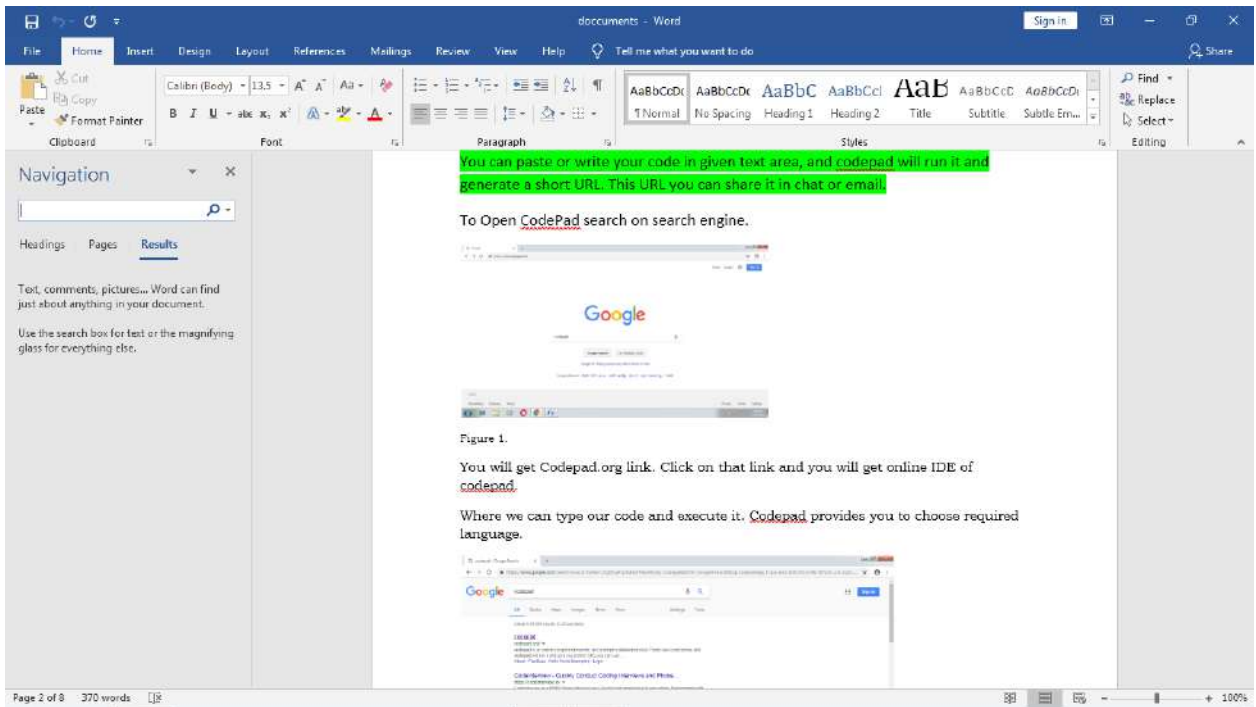 doccuments - Word
Sign in
File Home Insert Design Layout References Mailings Review View Help Tell me what you want to do Share
Paste
Cut
Copy
Format Painter
Clipboard
Calibri (Body) 13.5
Font
Paragraph
AaBbCcDc AaBbCcDc AaBbC AaBbCcI AaB AaBbCcD AaBbCcDi
¶ Normal No Spacing Heading 1 Heading 2 Title Subtitle Subtle Em...
Styles
Find
Replace
Select
Editing
Navigation
Headings Pages Results
Text, comments, pictures... Word can find
just about anything in your document.
Use the search box for text or the magnifying
glass for everything else.
You can paste or write your code in given text area, and codepad will run it and
generate a short URL. This URL you can share it in chat or email.
To Open CodePad search on search engine.
Google
Figure 1.
You will get Codepad.org link. Click on that link and you will get online IDE of
codepad.
Where we can type our code and execute it. Codepad provides you to choose required
language.
Google
Page 2 of 8 370 words
100%